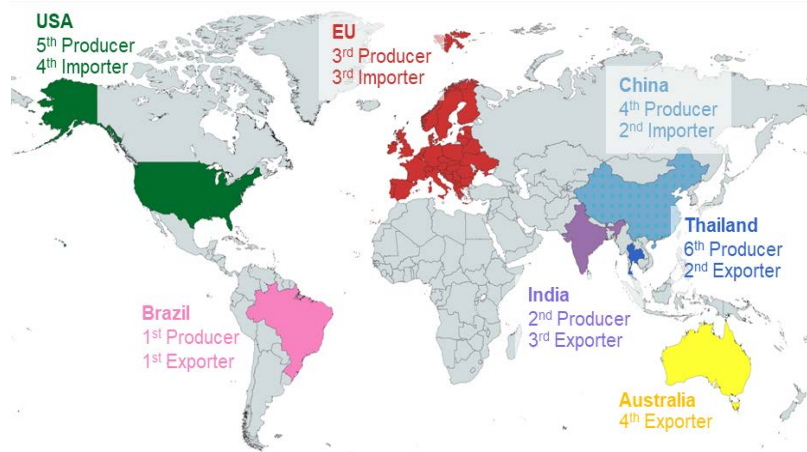 USA
5th Producer
4th Importer
EU
3rd Producer
3rd Importer
China
4th Producer
2nd Importer
Thailand
6th Producer
2nd Exporter
India
2nd Producer
3rd Exporter
Brazil
1st Producer
1st Exporter
Australia
4th Exporter